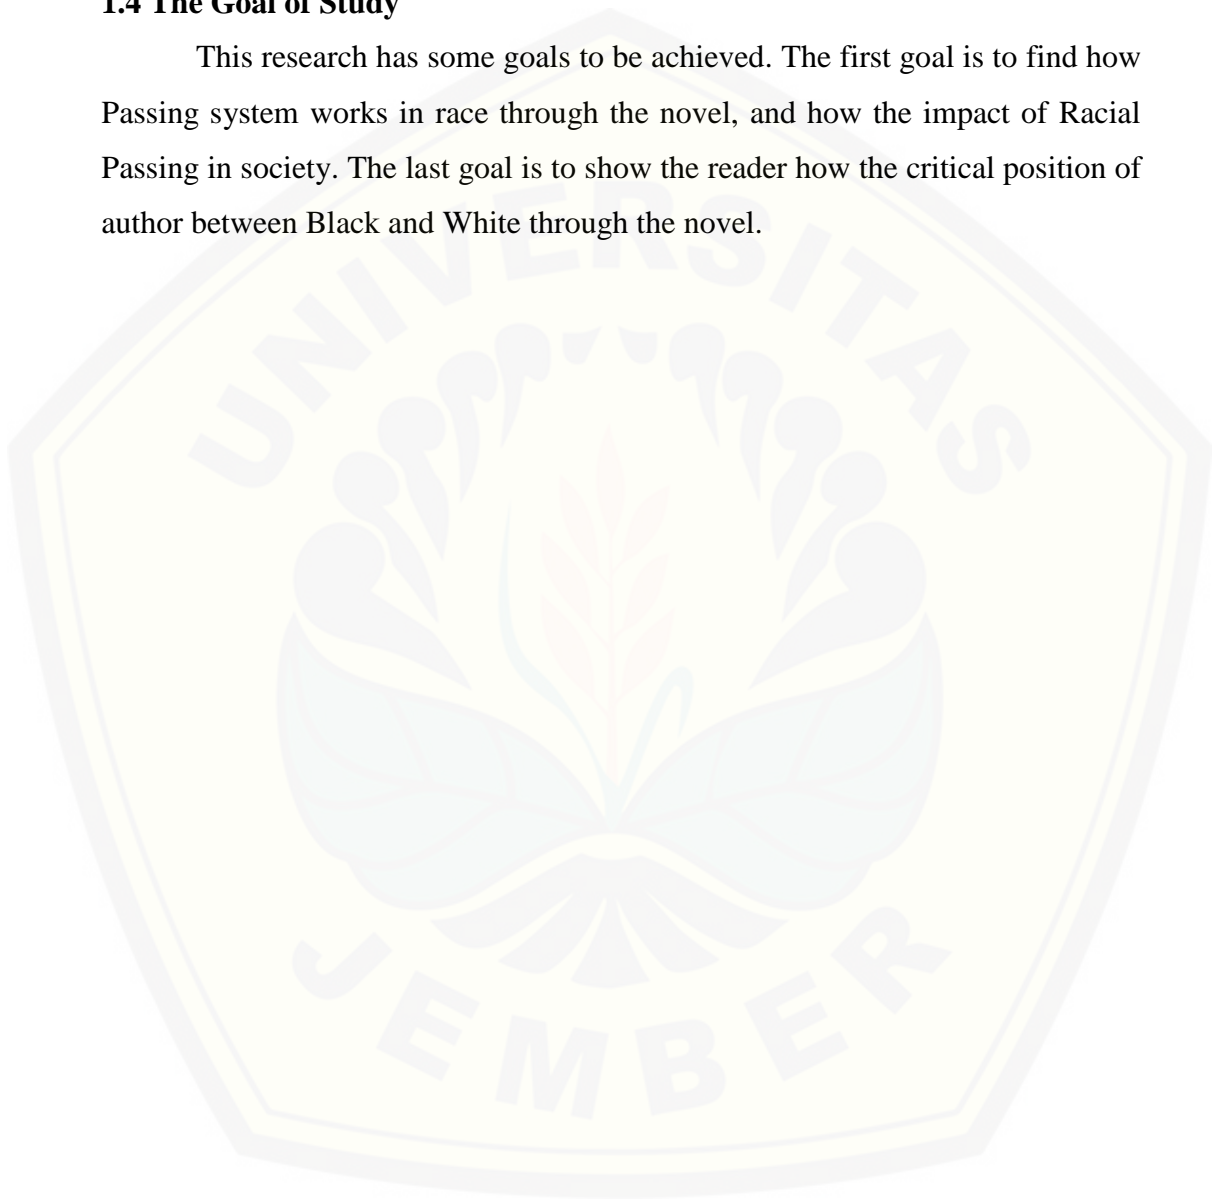 1.4 The Goal of Study
This research has some goals to be achieved. The first goal is to find how
Passing system works in race through the novel, and how the impact of Racial
Passing in society. The last goal is to show the reader how the critical position of
author between Black and White through the novel.
UNIVERSITAS
JEMBER